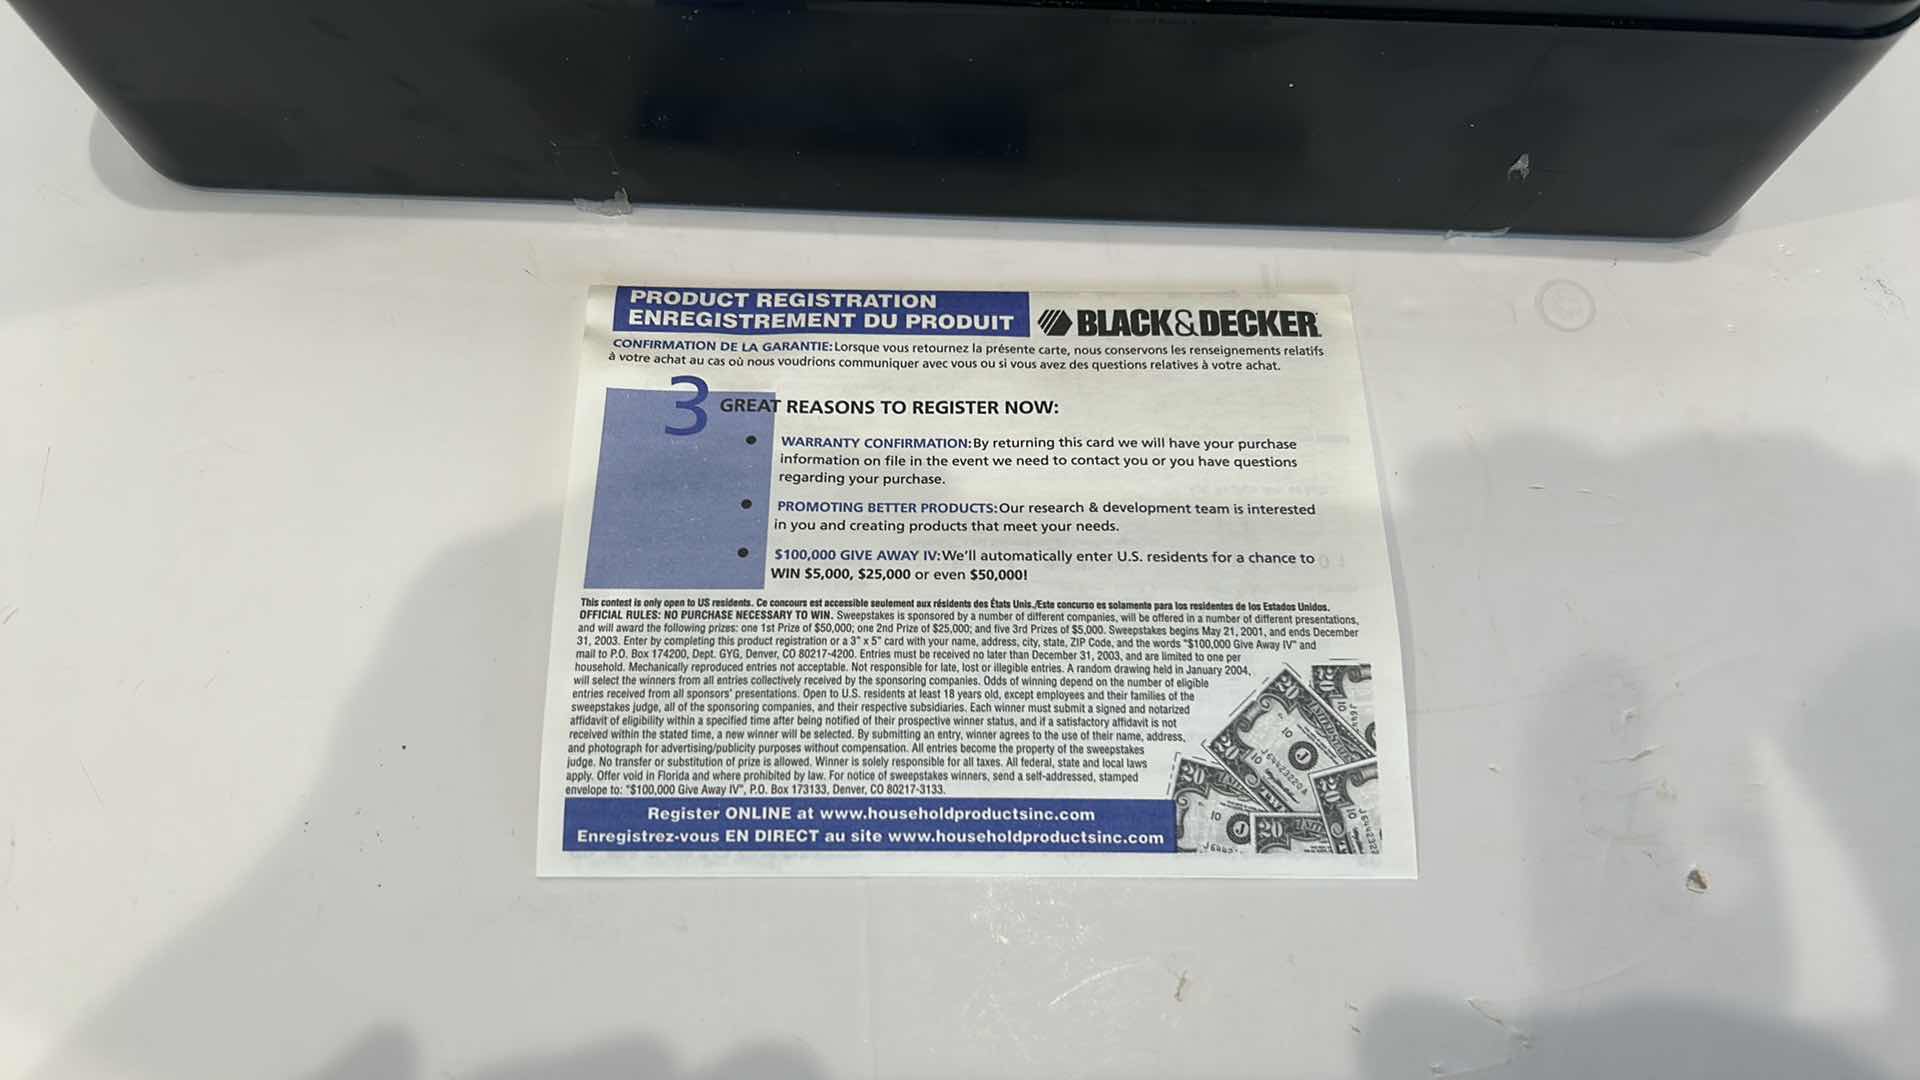 PRODUCT REGISTRATION
ENREGISTREMENT DU PRODUIT
BLACK&DECKER
CONFIRMATION DE LA GARANTIE: Lorsque vous retournez la présente carte, nous conservons les renseignements relatifs
à votre achat au cas où nous voudrions communiquer avec vous ou si vous avez des questions relatives à votre achat.
3 GREAT REASONS TO REGISTER NOW:
• WARRANTY CONFIRMATION: By returning this card we will have your purchase
information on file in the event we need to contact you or you have questions
regarding your purchase.
• PROMOTING BETTER PRODUCTS: Our research & development team is interested
in you and creating products that meet your needs.
• $100,000 GIVE AWAY IV: We'll automatically enter U.S. residents for a chance to
WIN $5,000, $25,000 or even $50,000!
This contest is only open to US residents. Ce concours est accessible seulement aux résidents des États Unis./Este concurso es solamente para los residentes de los Estados Unidos.
OFFICIAL RULES: NO PURCHASE NECESSARY TO WIN. Sweepstakes is sponsored by a number of different companies, will be offered in a number of different presentations,
and will award the following prizes: one 1st Prize of $50,000; one 2nd Prize of $25,000; and five 3rd Prizes of $5,000. Sweepstakes begins May 21, 2001, and ends December
31, 2003. Enter by completing this product registration or a 3" x 5" card with your name, address, city, state, ZIP Code, and the words "$100,000 Give Away IV" and
mail to P.O. Box 174200, Dept. GYG, Denver, CO 80217-4200. Entries must be received no later than December 31, 2003, and are limited to one per
household. Mechanically reproduced entries not acceptable. Not responsible for late, lost or illegible entries. A random drawing held in January 2004,
will select the winners from all entries collectively received by the sponsoring companies. Odds of winning depend on the number of eligible
entries received from all sponsors' presentations. Open to U.S. residents at least 18 years old, except employees and their families of the
sweepstakes judge, all of the sponsoring companies, and their respective subsidiaries. Each winner must submit a signed and notarized
affidavit of eligibility within a specified time after being notified of their prospective winner status, and if a satisfactory affidavit is not
received within the stated time, a new winner will be selected. By submitting an entry, winner agrees to the use of their name, address,
and photograph for advertising/publicity purposes without compensation. All entries become the property of the sweepstakes
judge. No transfer or substitution of prize is allowed. Winner is solely responsible for all taxes. All federal, state and local laws
apply. Offer void in Florida and where prohibited by law. For notice of sweepstakes winners, send a self-addressed, stamped
envelope to: "$100,000 Give Away IV", P.O. Box 173133, Denver, CO 80217-3133.
Register ONLINE at www.householdproductsinc.com
Enregistrez-vous EN DIRECT au site www.householdproductsinc.com
20
10
10
J
20
10
20
10
J
20
10